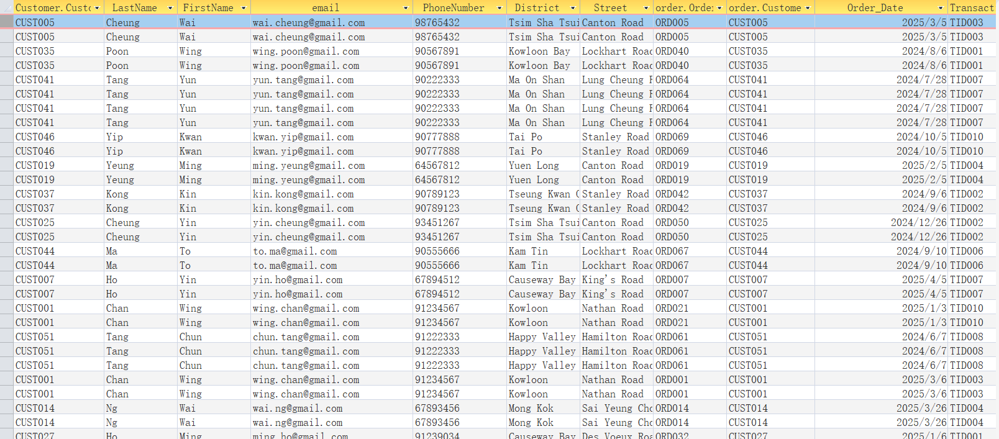 Customer.Custo LastName FirstName email PhoneNumber District Street order.Order order.Custome Order_Date Transact
CUST005 Cheung Wai wai.cheung@gmail.com 98765432 Tsim Sha Tsui Canton Road ORD005 CUST005 2025/3/5 TID003
CUST005 Cheung Wai wai.cheung@gmail.com 98765432 Tsim Sha Tsui Canton Road ORD005 CUST005 2025/3/5 TID003
CUST035 Poon Wing wing.poon@gmail.com 90567891 Kowloon Bay Lockhart Road ORD040 CUST035 2024/8/6 TID001
CUST035 Poon Wing wing.poon@gmail.com 90567891 Kowloon Bay Lockhart Road ORD040 CUST035 2024/8/6 TID001
CUST041 Tang Yun yun.tang@gmail.com 90222333 Ma On Shan Lung Cheung R ORD064 CUST041 2024/7/28 TID007
CUST041 Tang Yun yun.tang@gmail.com 90222333 Ma On Shan Lung Cheung R ORD064 CUST041 2024/7/28 TID007
CUST041 Tang Yun yun.tang@gmail.com 90222333 Ma On Shan Lung Cheung R ORD064 CUST041 2024/7/28 TID007
CUST041 Tang Yun yun.tang@gmail.com 90222333 Ma On Shan Lung Cheung R ORD064 CUST041 2024/7/28 TID007
CUST046 Yip Kwan kwan.yip@gmail.com 90777888 Tai Po Stanley Road ORD069 CUST046 2024/10/5 TID010
CUST046 Yip Kwan kwan.yip@gmail.com 90777888 Tai Po Stanley Road ORD069 CUST046 2024/10/5 TID010
CUST019 Yeung Ming ming.yeung@gmail.com 64567812 Yuen Long Canton Road ORD019 CUST019 2025/2/5 TID004
CUST019 Yeung Ming ming.yeung@gmail.com 64567812 Yuen Long Canton Road ORD019 CUST019 2025/2/5 TID004
CUST037 Kong Kin kin.kong@gmail.com 90789123 Tseung Kwan O Stanley Road ORD042 CUST037 2024/9/6 TID002
CUST037 Kong Kin kin.kong@gmail.com 90789123 Tseung Kwan O Stanley Road ORD042 CUST037 2024/9/6 TID002
CUST025 Cheung Yin yin.cheung@gmail.com 93451267 Tsim Sha Tsui Canton Road ORD050 CUST025 2024/12/26 TID002
CUST025 Cheung Yin yin.cheung@gmail.com 93451267 Tsim Sha Tsui Canton Road ORD050 CUST025 2024/12/26 TID002
CUST044 Ma To to.ma@gmail.com 90555666 Kam Tin Lockhart Road ORD067 CUST044 2024/9/10 TID006
CUST044 Ma To to.ma@gmail.com 90555666 Kam Tin Lockhart Road ORD067 CUST044 2024/9/10 TID006
CUST007 Ho Yin yin.ho@gmail.com 67894512 Causeway Bay King's Road ORD007 CUST007 2025/4/5 TID007
CUST007 Ho Yin yin.ho@gmail.com 67894512 Causeway Bay King's Road ORD007 CUST007 2025/4/5 TID007
CUST001 Chan Wing wing.chan@gmail.com 91234567 Kowloon Nathan Road ORD021 CUST001 2025/1/3 TID010
CUST001 Chan Wing wing.chan@gmail.com 91234567 Kowloon Nathan Road ORD021 CUST001 2025/1/3 TID010
CUST051 Tang Chun chun.tang@gmail.com 91222333 Happy Valley Hamilton Road ORD061 CUST051 2024/6/7 TID008
CUST051 Tang Chun chun.tang@gmail.com 91222333 Happy Valley Hamilton Road ORD061 CUST051 2024/6/7 TID008
CUST051 Tang Chun chun.tang@gmail.com 91222333 Happy Valley Hamilton Road ORD061 CUST051 2024/6/7 TID008
CUST001 Chan Wing wing.chan@gmail.com 91234567 Kowloon Nathan Road ORD001 CUST001 2025/3/6 TID003
CUST001 Chan Wing wing.chan@gmail.com 91234567 Kowloon Nathan Road ORD001 CUST001 2025/3/6 TID003
CUST014 Ng Wai wai.ng@gmail.com 67893456 Mong Kok Sai Yeung Cho ORD014 CUST014 2025/3/26 TID004
CUST014 Ng Wai wai.ng@gmail.com 67893456 Mong Kok Sai Yeung Cho ORD014 CUST014 2025/3/26 TID004
CUST027 Ho Ming ming.ho@gmail.com 91239034 Causeway Bay Des Voeux Roa ORD032 CUST027 2025/1/6 TID001